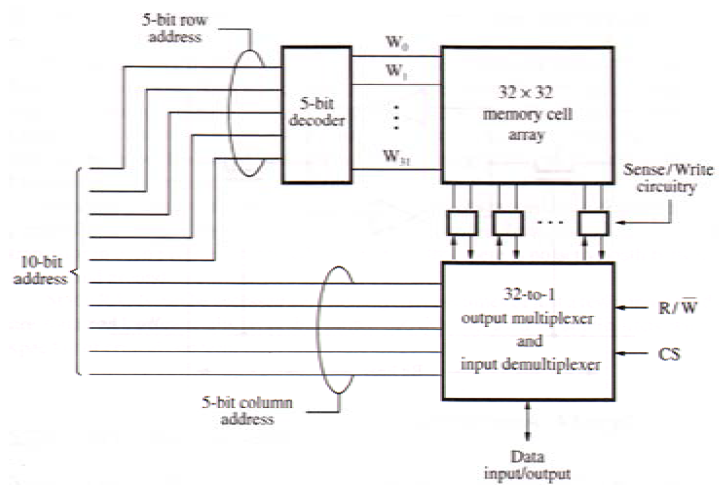 5-bit row
address
W0
W1
5-bit
decoder
W31
32 × 32
memory cell
array
Sense/Write
circuitry
10-bit
address
32-to-1
output multiplexer
and
input demultiplexer
R/W̅
CS
5-bit column
address
Data
input/output